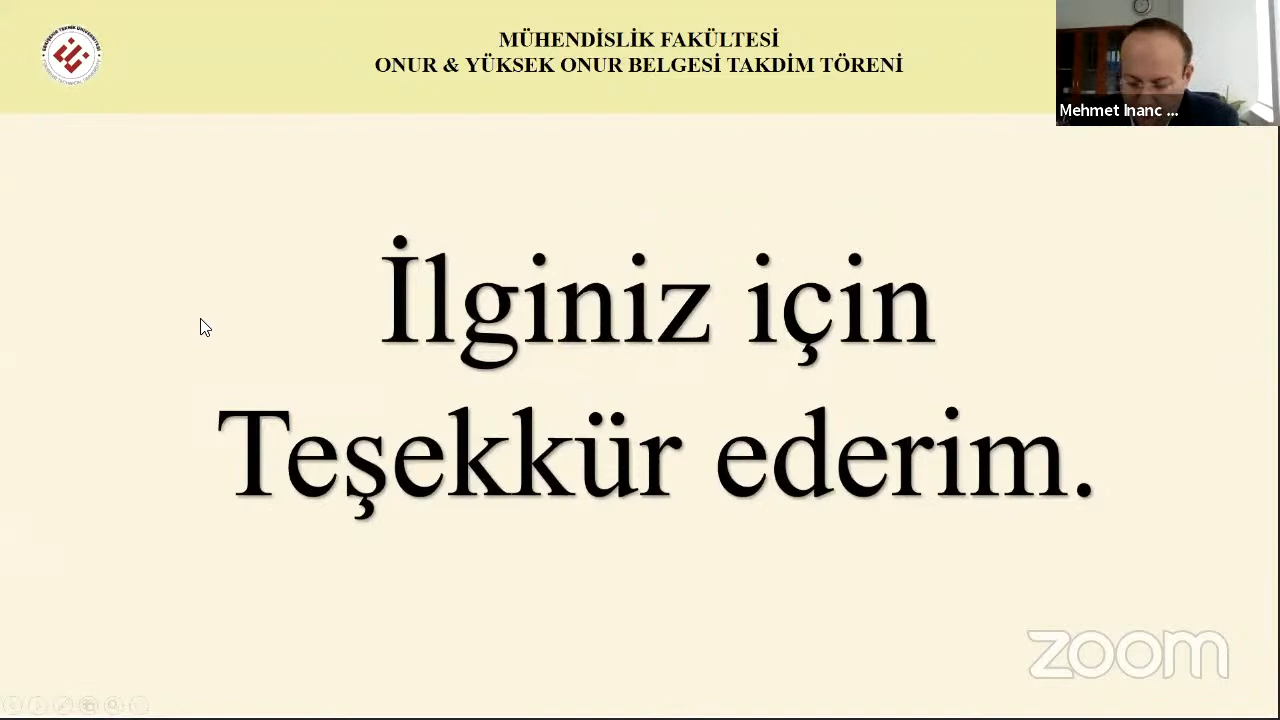 MÜHENDİSLİK FAKÜLTESİ
ONUR & YÜKSEK ONUR BELGESİ TAKDİM TÖRENİ
Mehmet Inanc ...
İlginiz için
Teşekkür ederim.
zoom